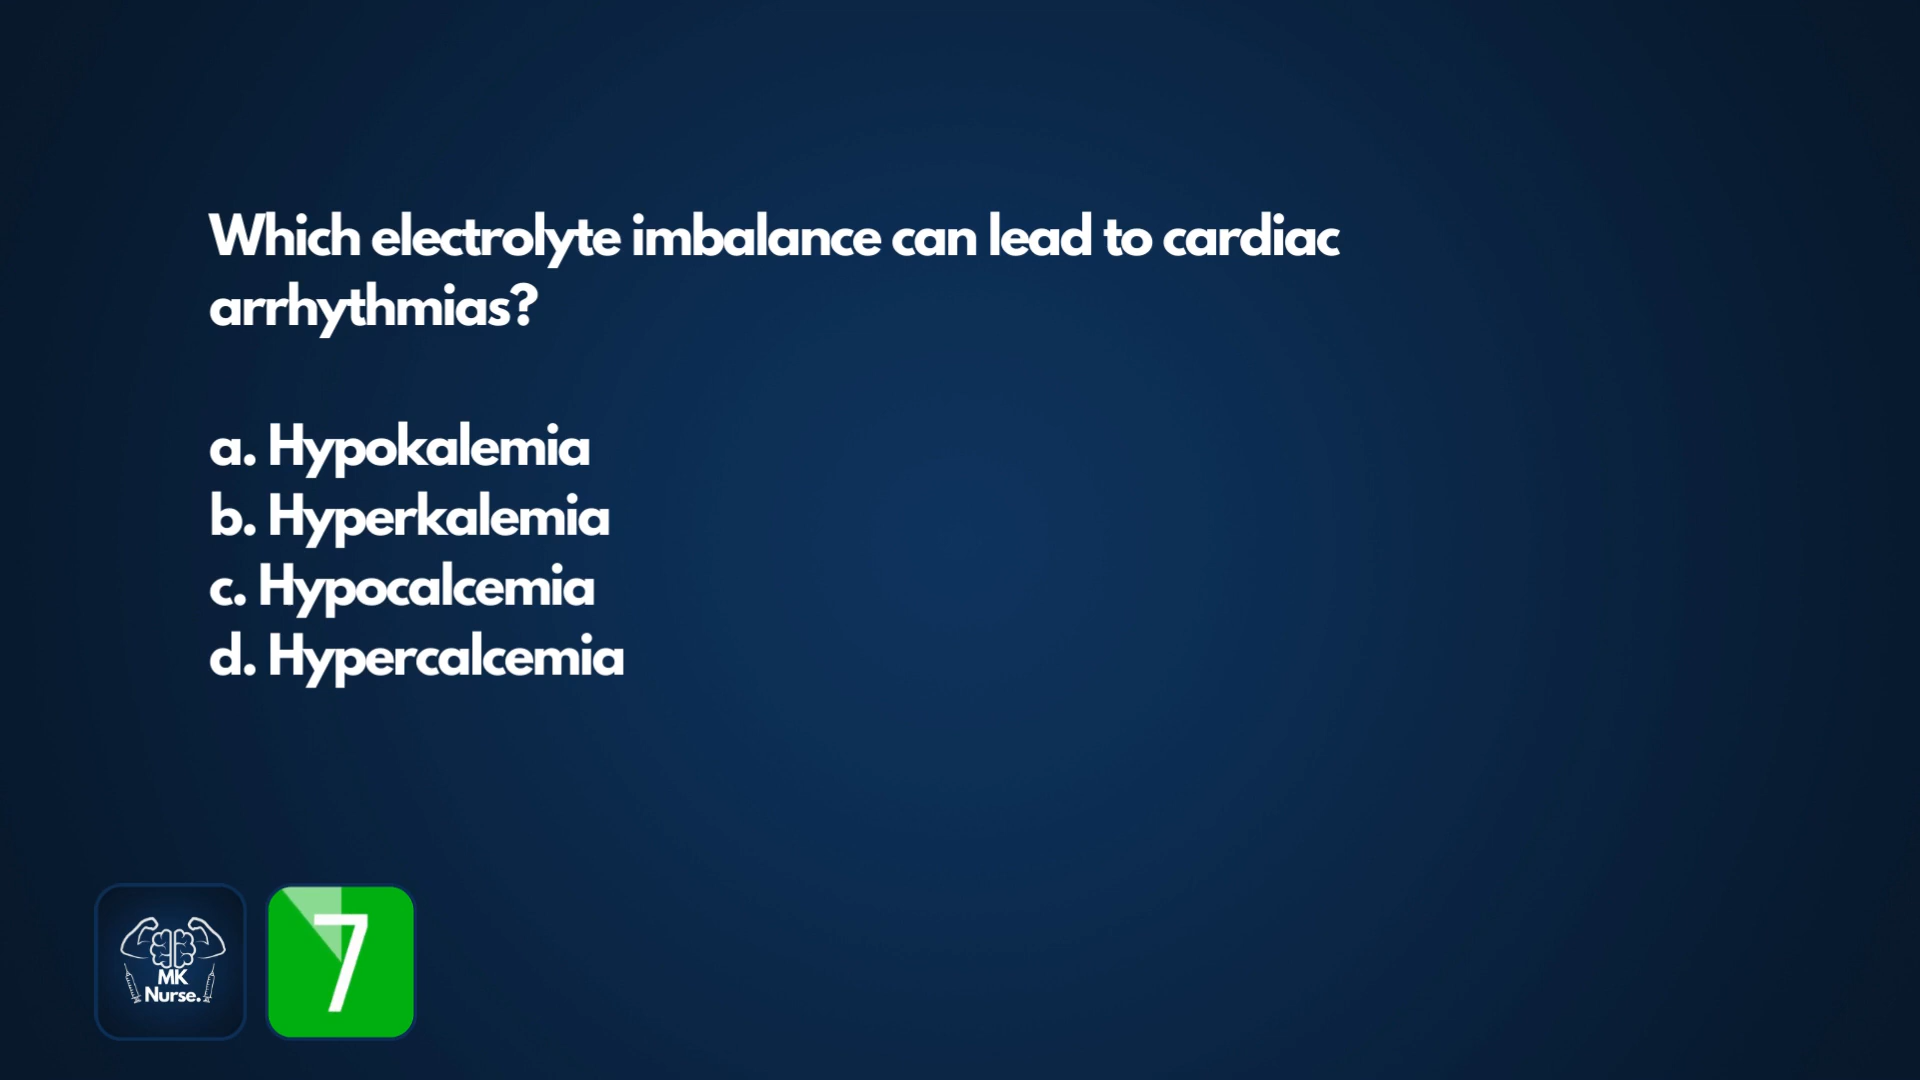 Which electrolyte imbalance can lead to cardiac
arrhythmias?
a. Hypokalemia
b. Hyperkalemia
c. Hypocalcemia
d. Hypercalcemia
MK
Nurse.
7